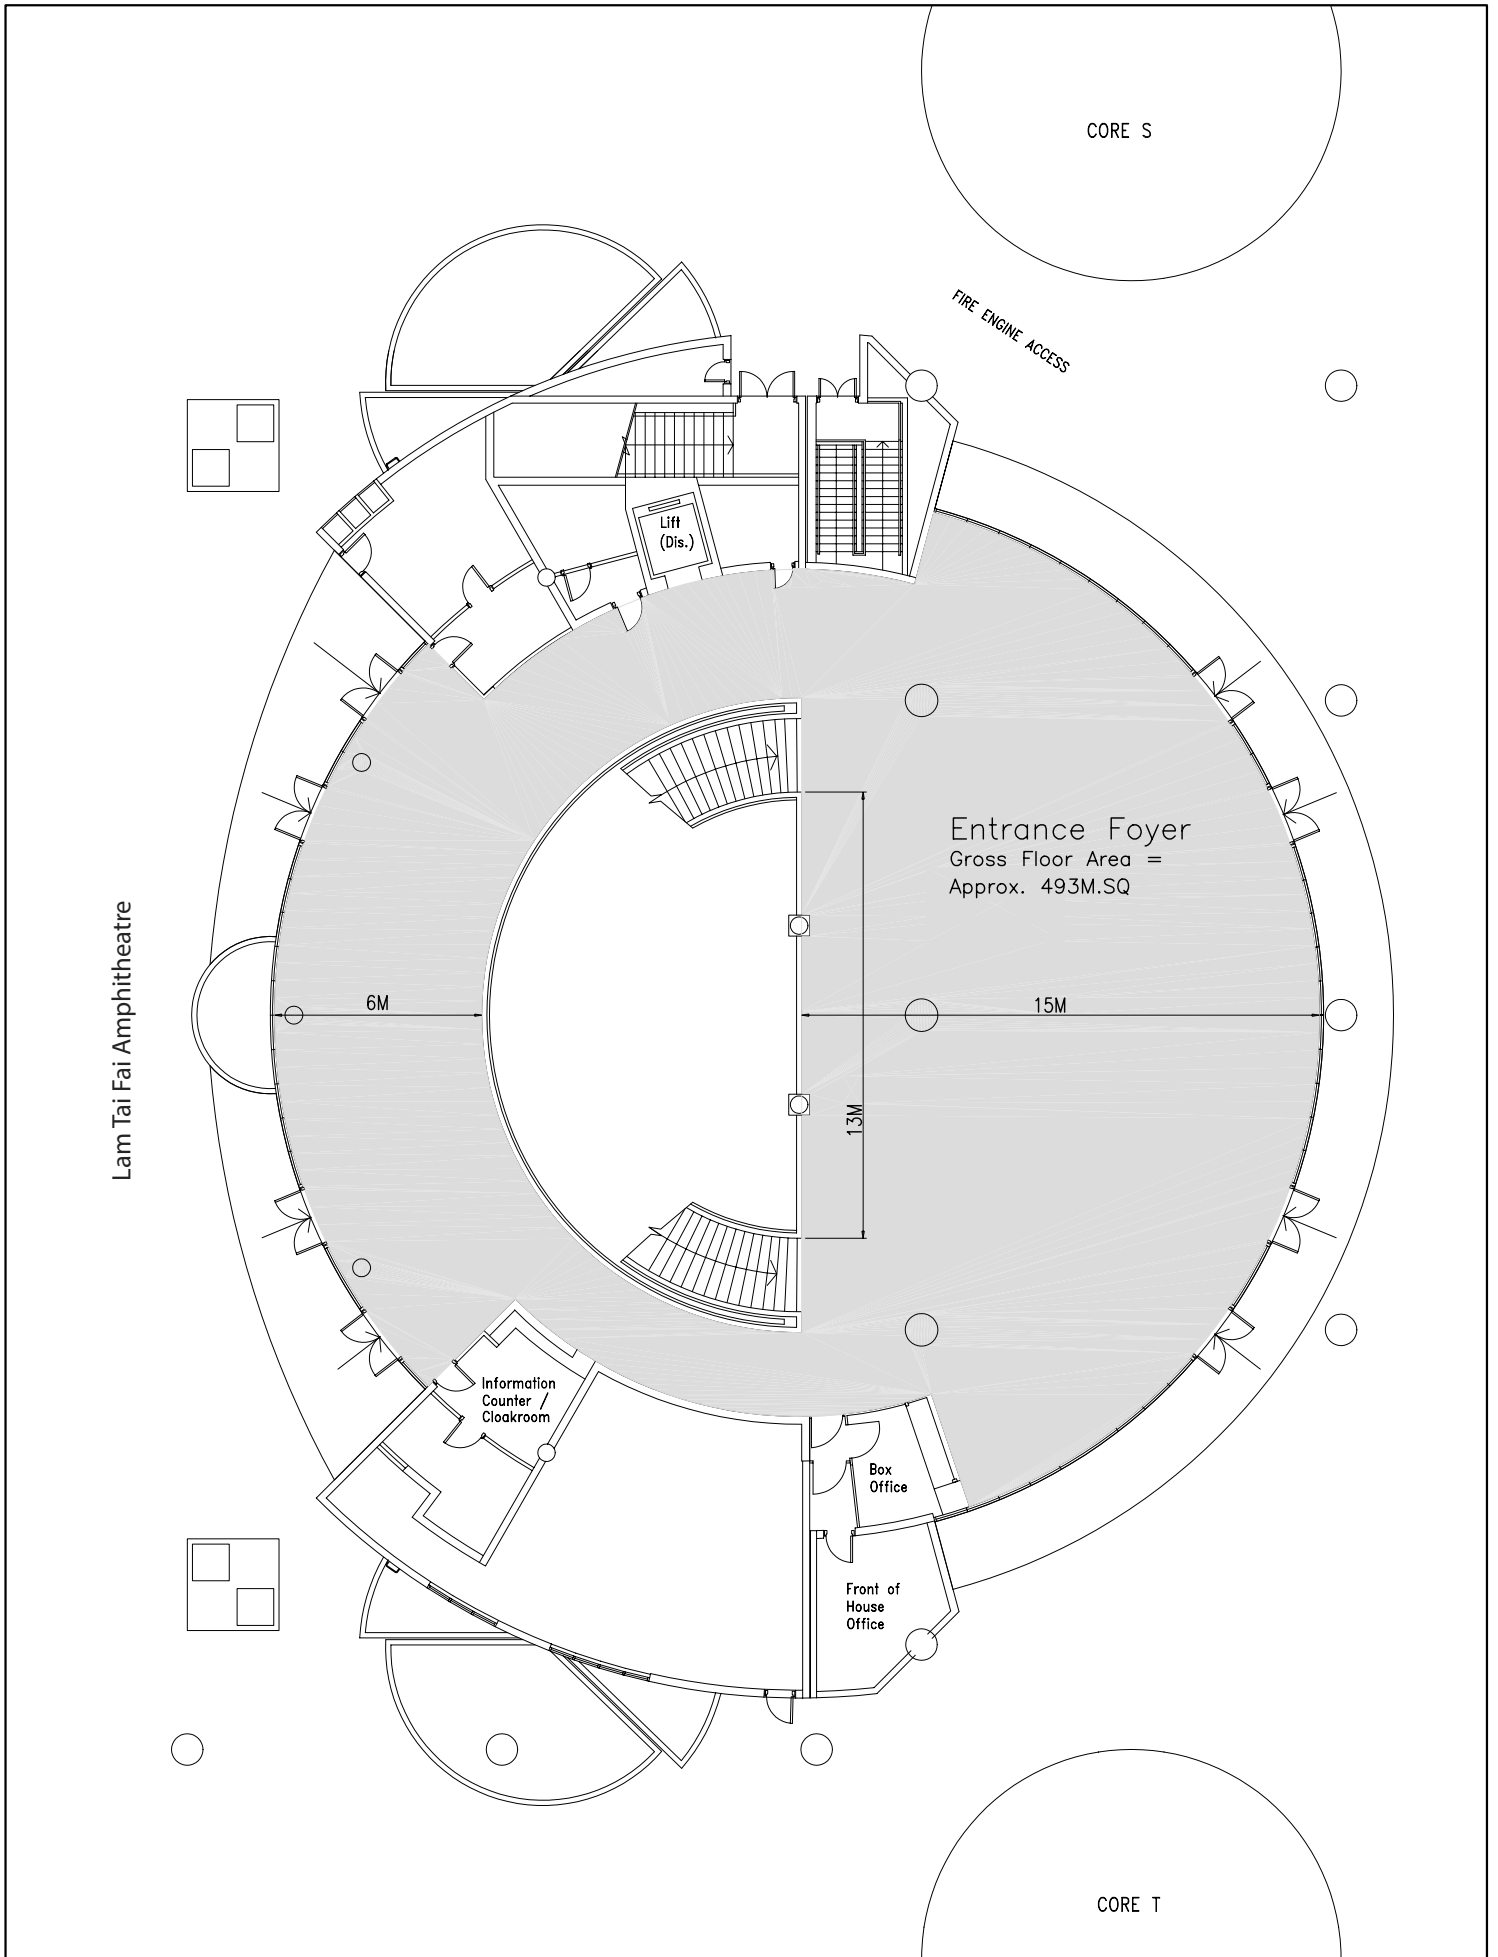 CORE S
FIRE ENGINE ACCESS
Lift
(Dis.)
Entrance Foyer
Gross Floor Area =
Approx. 493M.SQ
Lam Tai Fai Amphitheatre
6M
15M
13M
Information
Counter /
Cloakroom
Box
Office
Front of
House
Office
CORE T